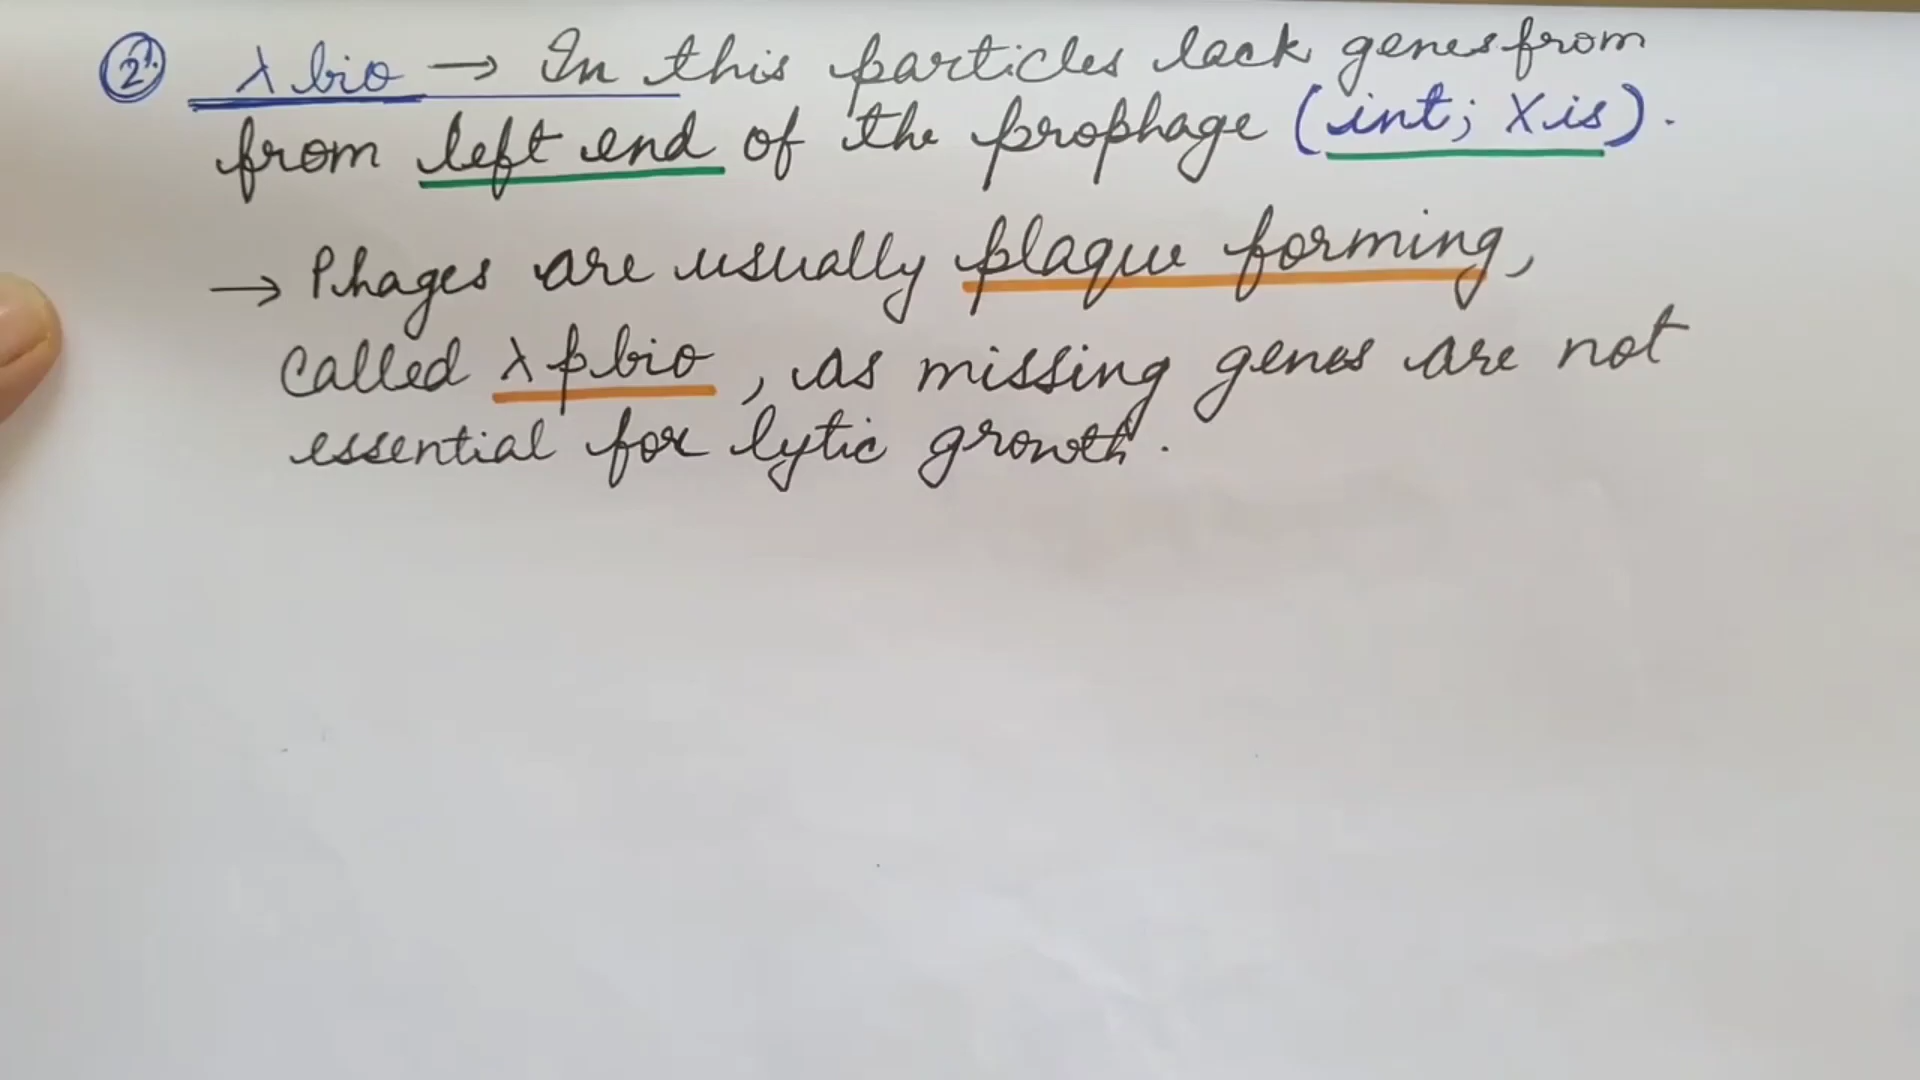 2. λ bio → In this particles lack genes from
from left end of the prophage (int; Xis).
→ Phages are usually plaque forming,
called λ p bio, as missing genes are not
essential for lytic growth.